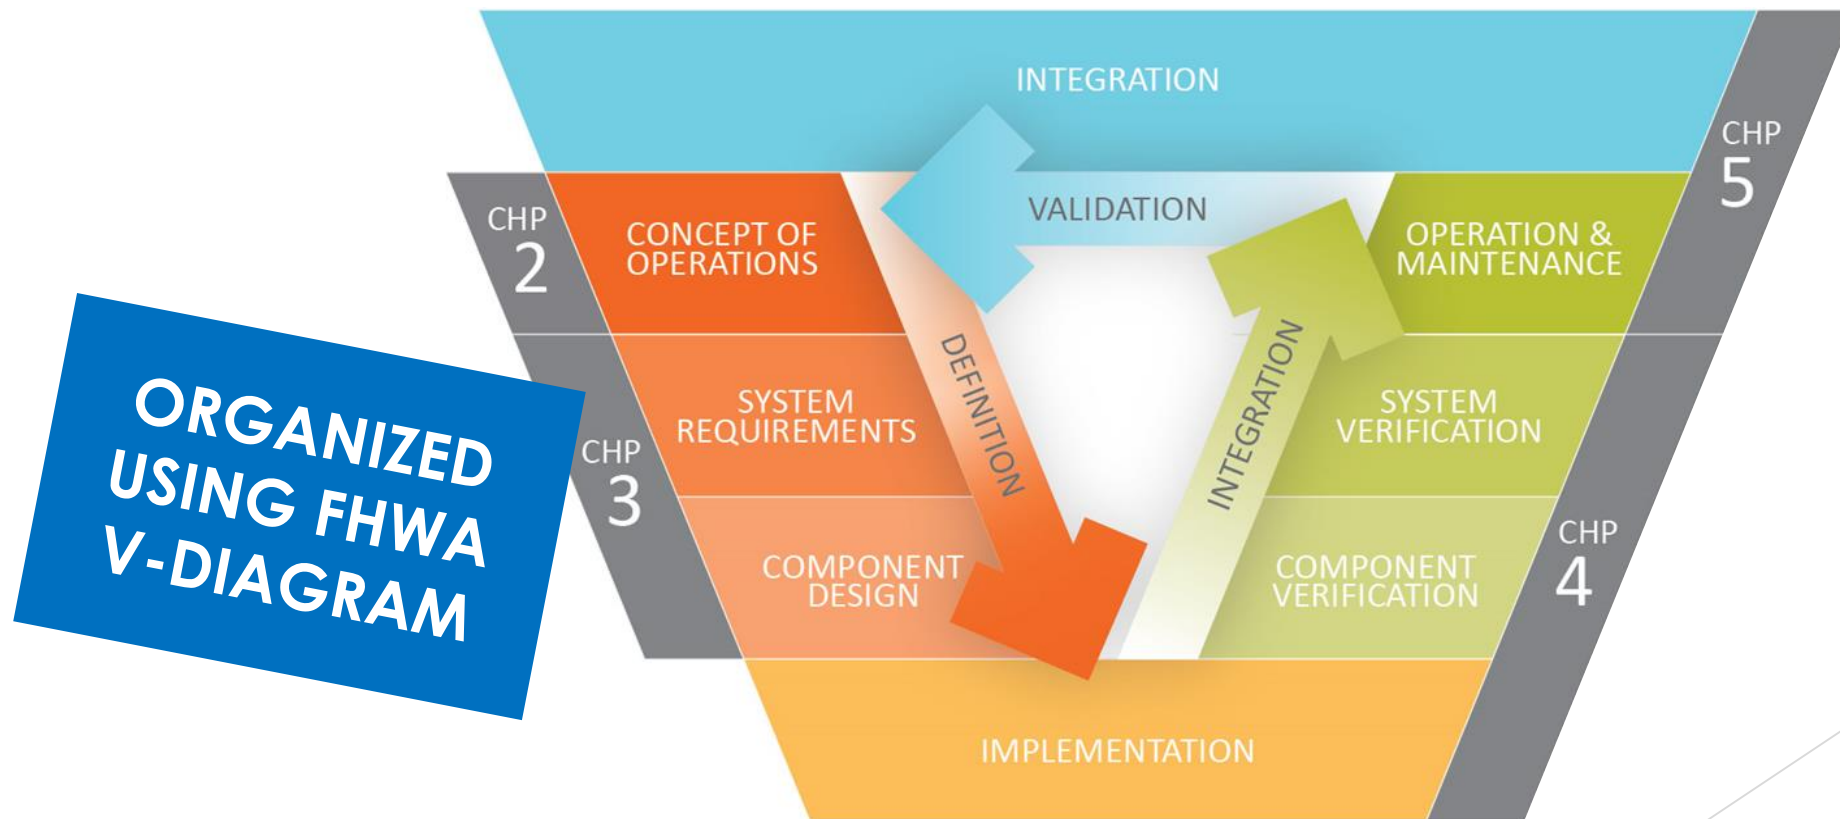 INTEGRATION
CHP
5
VALIDATION
CHP
2
CONCEPT OF
OPERATIONS
OPERATION &
MAINTENANCE
DEFINITION
INTEGRATION
ORGANIZED
USING FHWA
V-DIAGRAM
CHP
3
SYSTEM
REQUIREMENTS
SYSTEM
VERIFICATION
COMPONENT
DESIGN
COMPONENT
VERIFICATION
CHP
4
IMPLEMENTATION